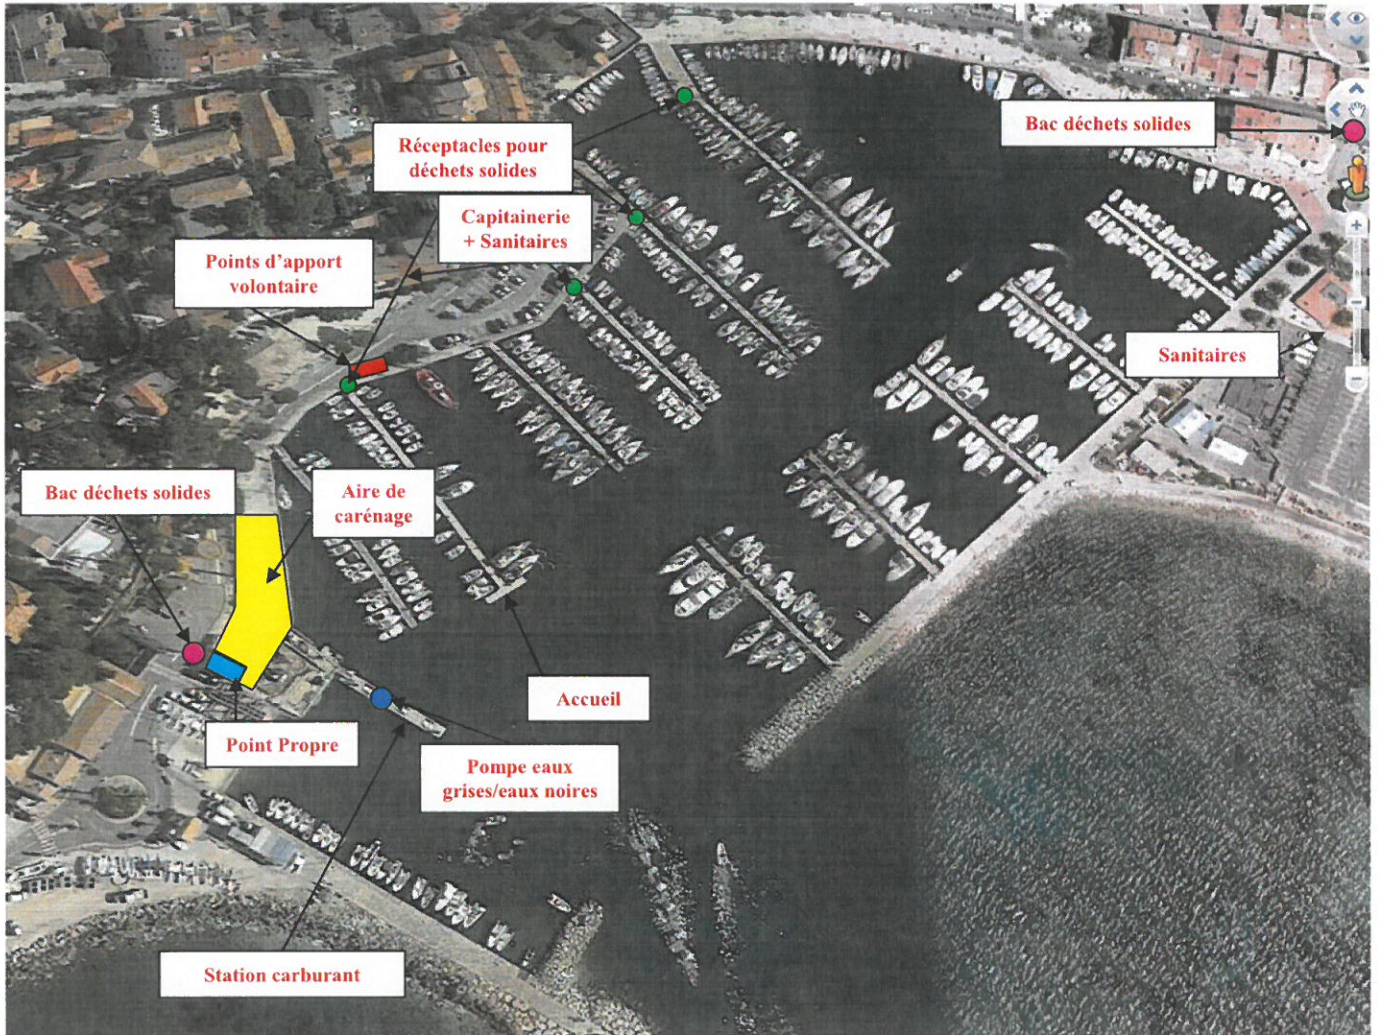 Bac déchets solides
Réceptacles pour
déchets solides
Capitainerie
+ Sanitaires
Points d'apport
volontaire
Sanitaires
Bac déchets solides
Aire de
carénage
Accueil
Point Propre
Pompe eaux
grises/eaux noires
Station carburant